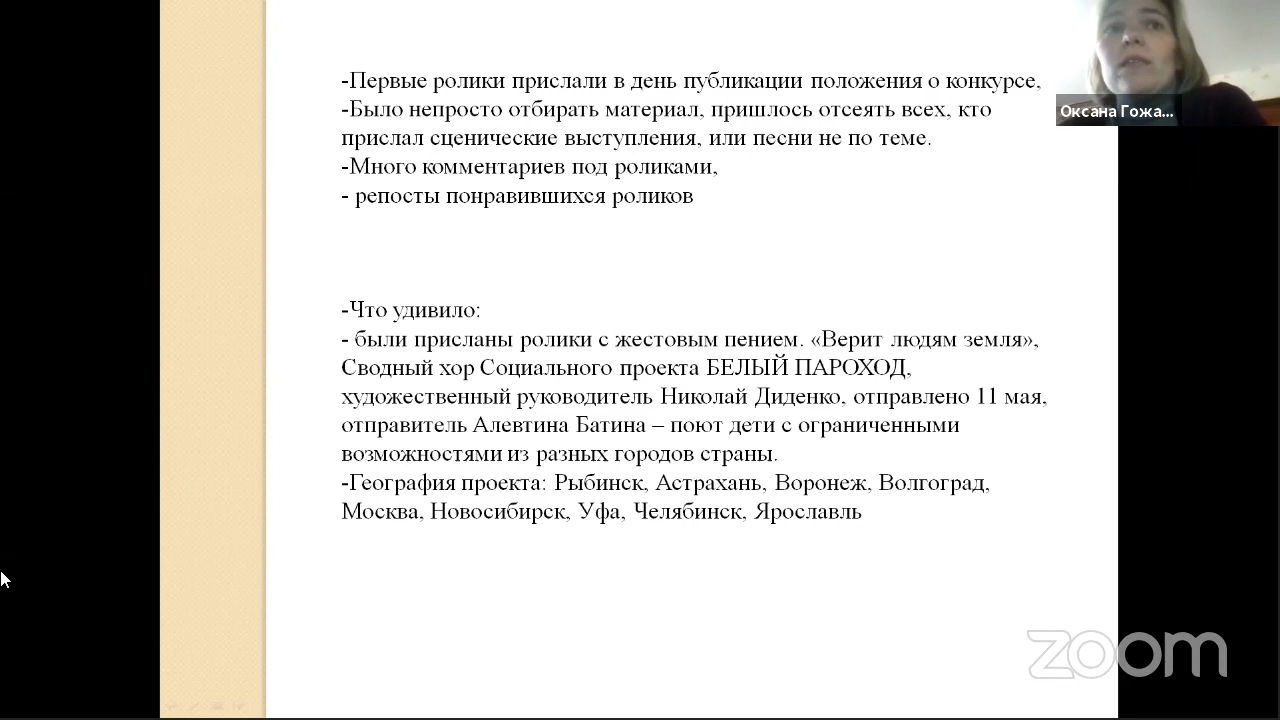 -Первые ролики прислали в день публикации положения о конкурсе,
-Было непросто отбирать материал, пришлось отсеять всех, кто
прислал сценические выступления, или песни не по теме.
-Много комментариев под роликами,
- репосты понравившихся роликов
Оксана Гожа...
-Что удивило:
- были присланы ролики с жестовым пением. «Верит людям земля»,
Сводный хор Социального проекта БЕЛЫЙ ПАРОХОД,
художественный руководитель Николай Диденко, отправлено 11 мая,
отправитель Алевтина Батина – поют дети с ограниченными
возможностями из разных городов страны.
-География проекта: Рыбинск, Астрахань, Воронеж, Волгоград,
Москва, Новосибирск, Уфа, Челябинск, Ярославль
zoom